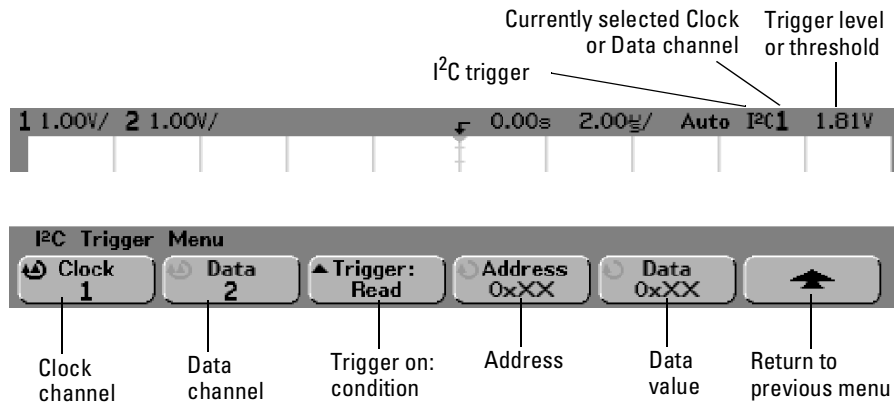 Currently selected Clock
or Data channel
Trigger level
or threshold
I²C trigger
1 1.00V/ 2 1.00V/ 0.00s 2.00㎲/ Auto I²C1 1.81V
I²C Trigger Menu
Clock
1
Data
2
Trigger:
Read
Address
0xXX
Data
0xXX
Clock
channel
Data
channel
Trigger on:
condition
Address
Data
value
Return to
previous menu